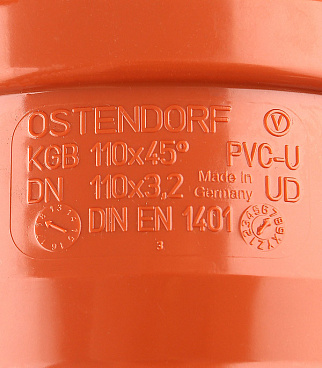 OSTENDORF V
KGB 110x45° PVC-U
DN 110x3,2 Made in Germany UD
DIN EN 1401
3